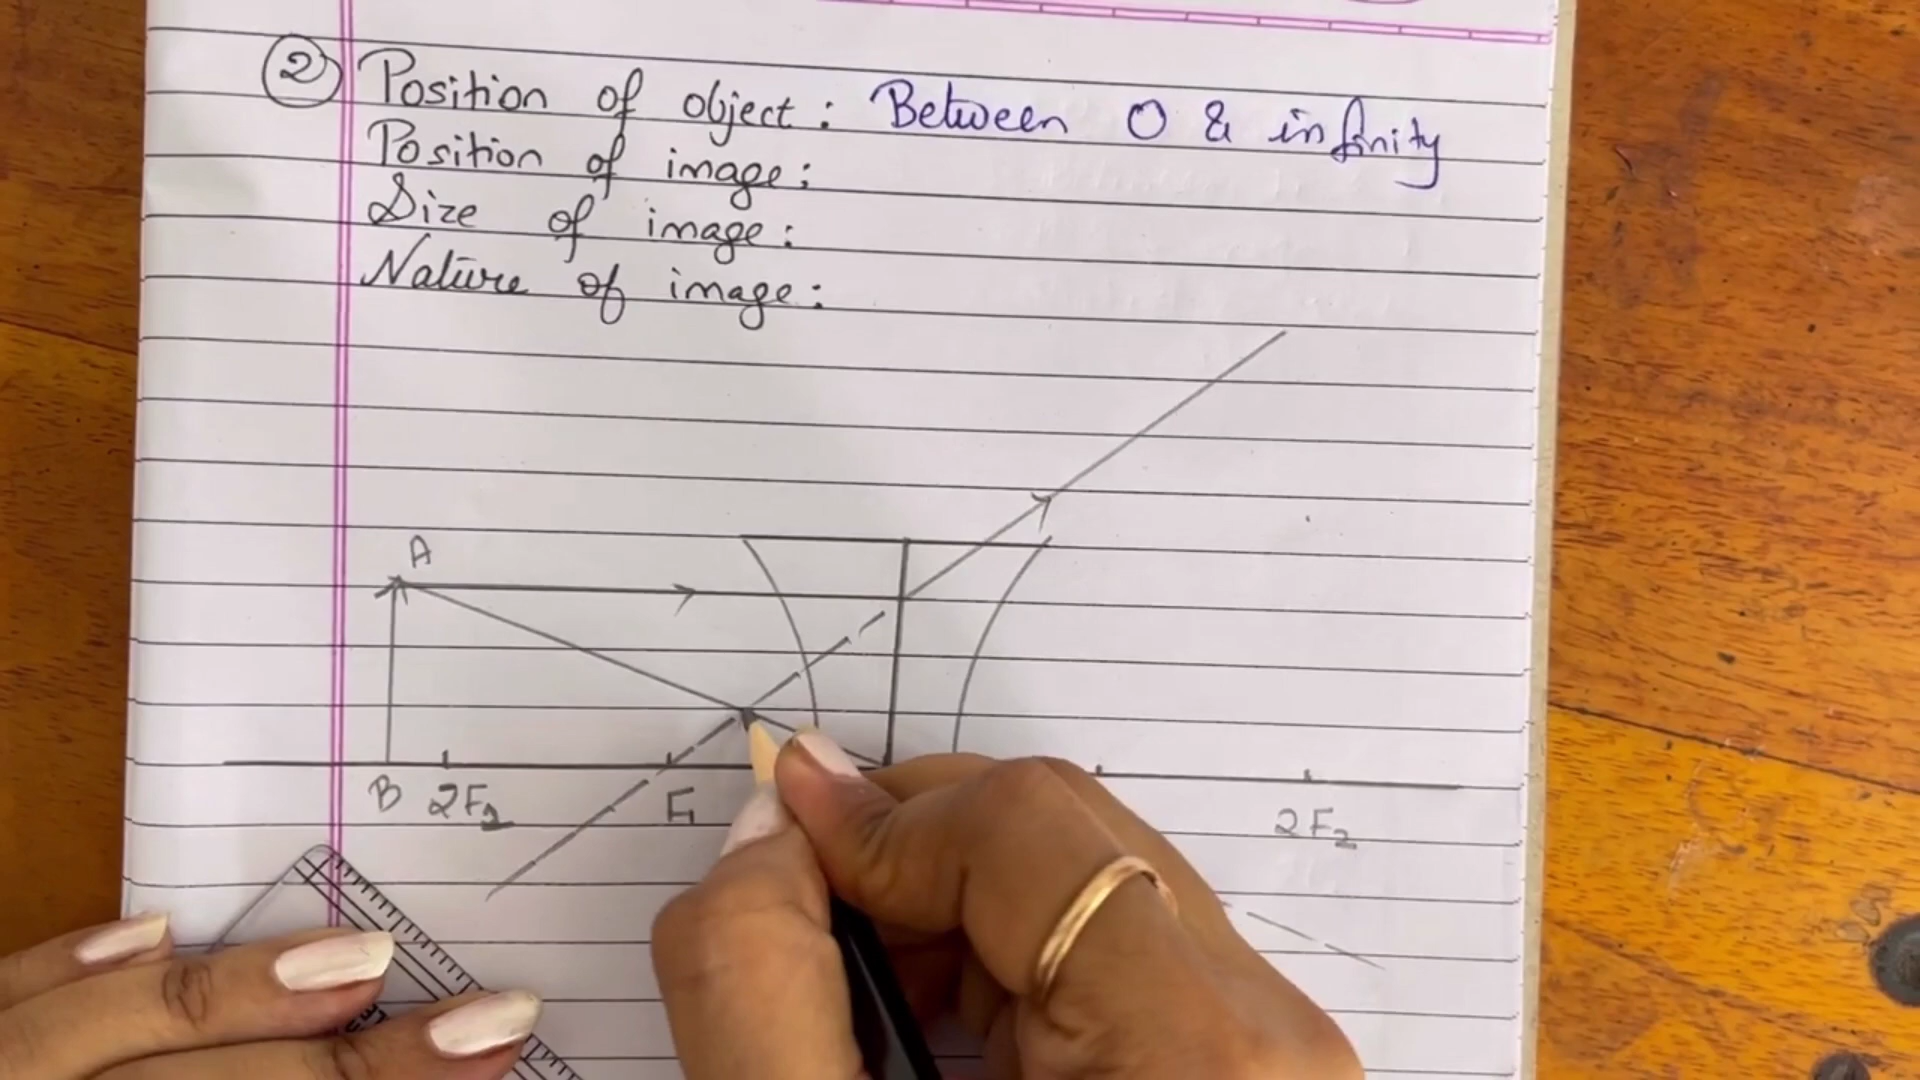 ② Position of object: Between O & infinity
Position of image:
Size of image:
Nature of image:
A
B 2F₂ F₁ 2F₂